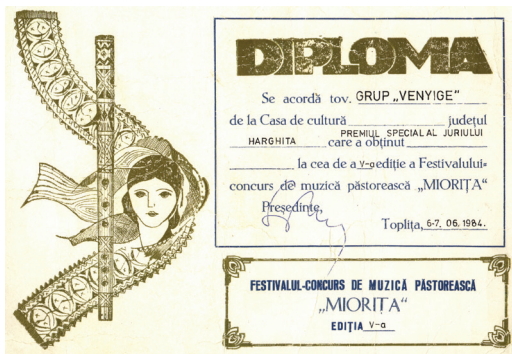 DIPLOMA
Se acordă tov. GRUP „VENYIGE"
de la Casa de cultură județul
HARGHITA care a obținut PREMIUL SPECIAL AL JURIULUI
la cea de a V-a ediție a Festivalului-
concurs de muzică păstorească „MIORIȚA"
Președinte,
Toplița, 6-7, 06. 1984.
FESTIVALUL-CONCURS DE MUZICĂ PĂSTOREASCĂ
„MIORIȚA"
EDIȚIA V-a